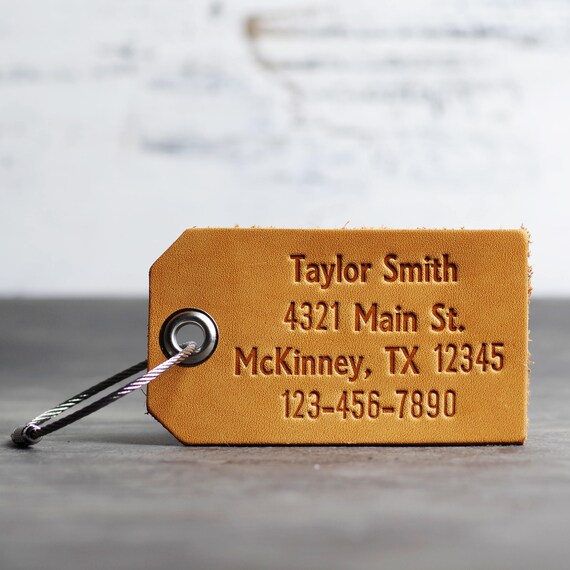 Taylor Smith
4321 Main St.
McKinney, TX 12345
123-456-7890